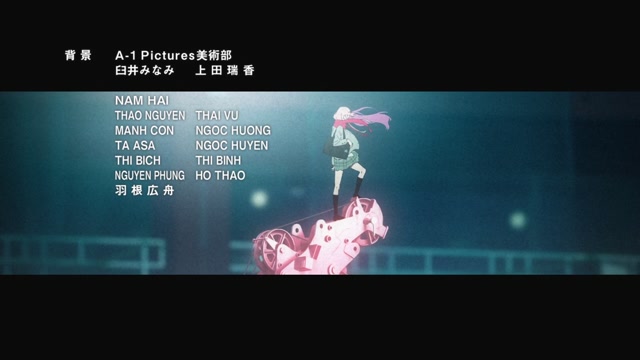 背景 A-1 Pictures美術部
臼井みなみ 上田瑞香
NAM HAI
THAO NGUYEN THAI VU
MANH CON NGOC HUONG
TA ASA NGOC HUYEN
THI BICH THI BINH
NGUYEN PHUNG HO THAO
羽根広舟